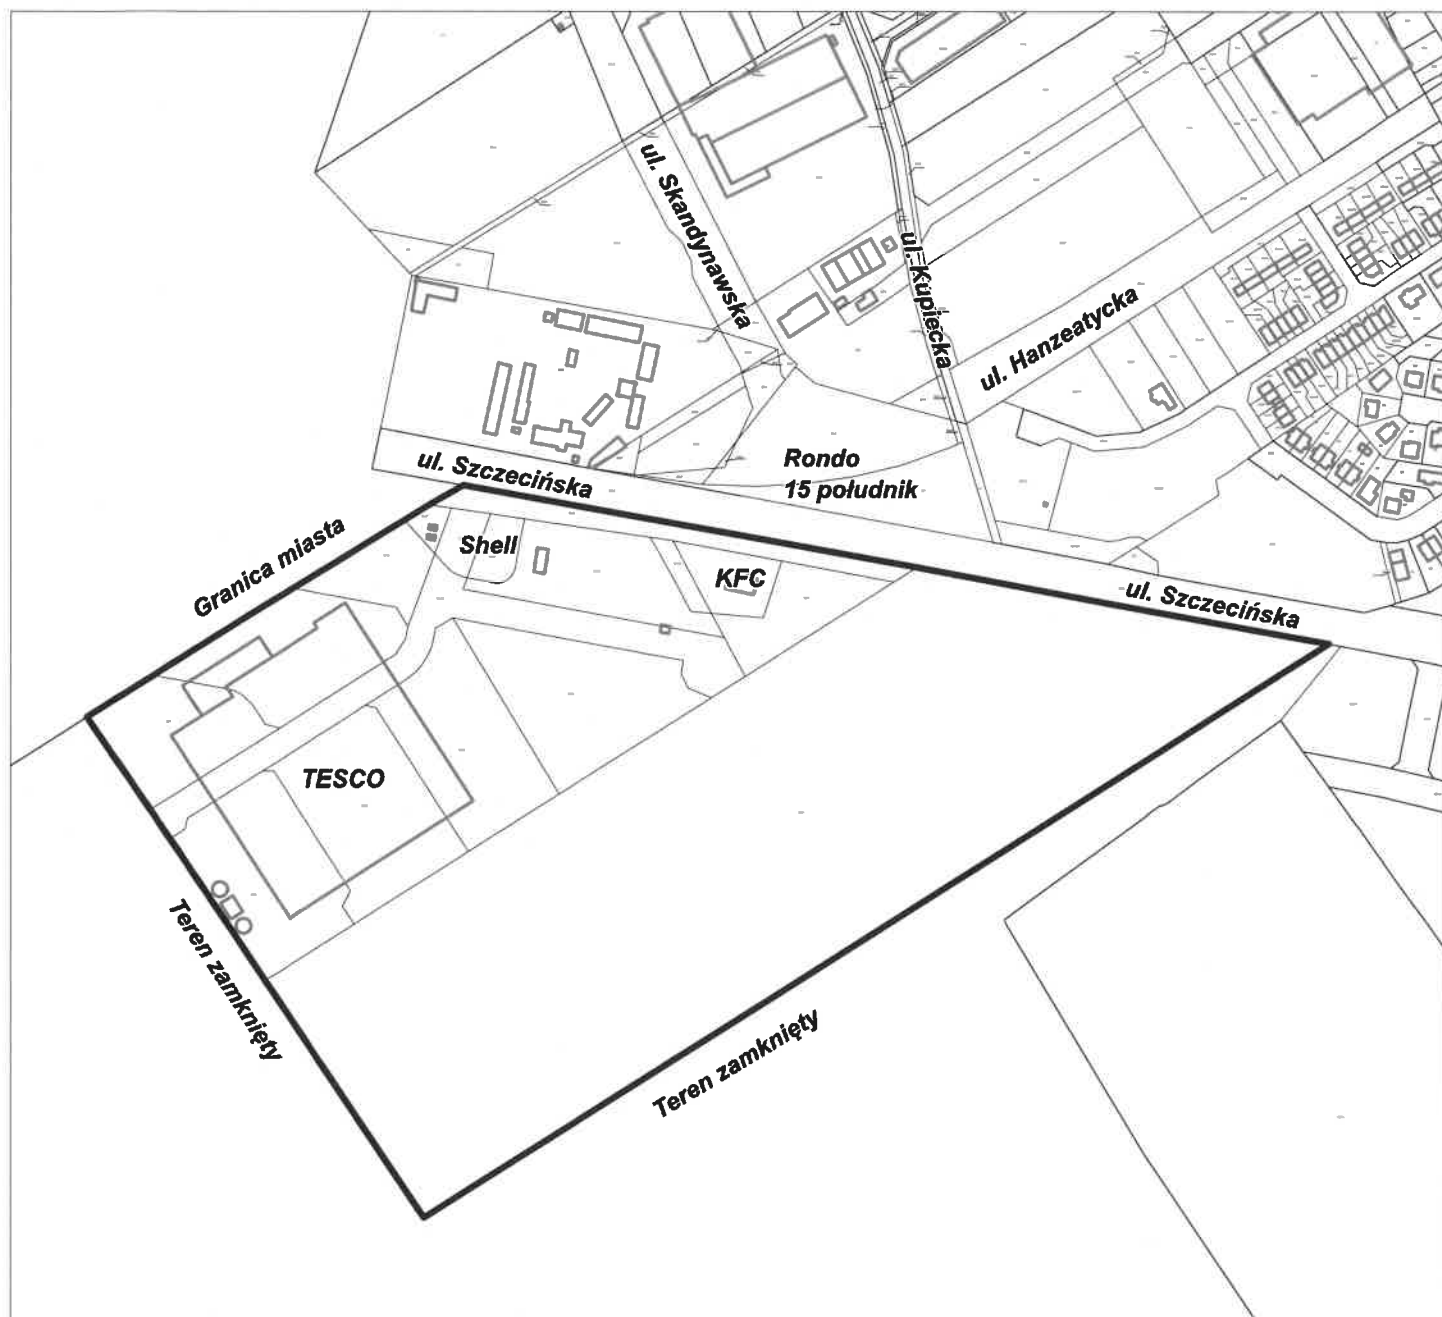 ul. Skandynawska
ul. Kupiecka
ul. Hanzeatycka
Rondo
15 południk
ul. Szczecińska
Granica miasta
Shell
KFC
ul. Szczecińska
TESCO
Teren zamknięty
Teren zamknięty